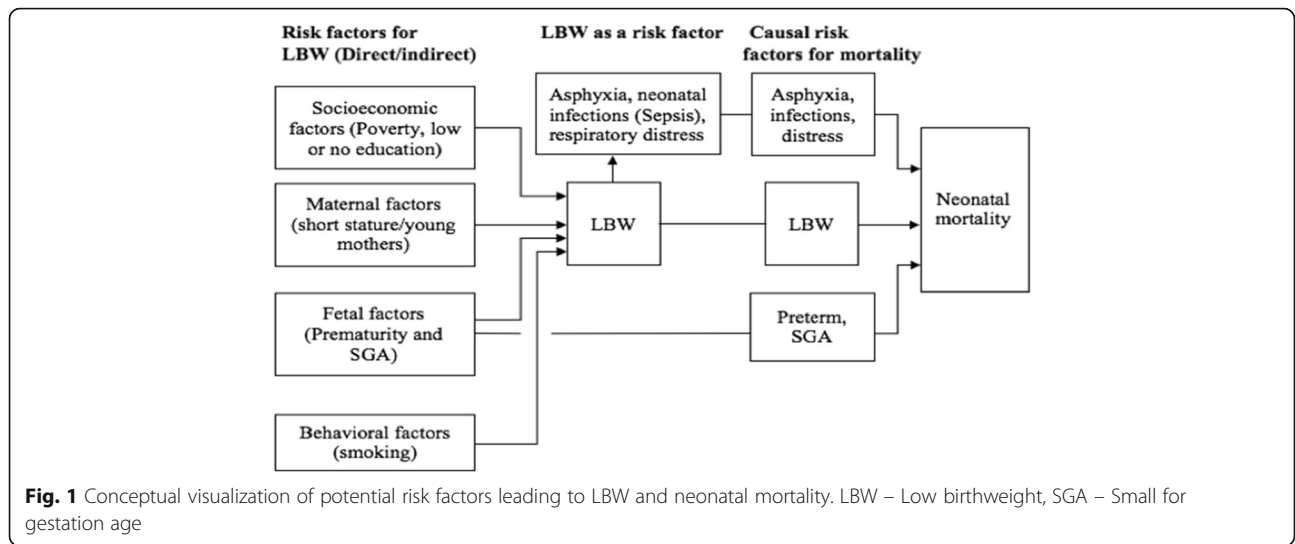 Risk factors for
LBW (Direct/indirect)
LBW as a risk factor
Causal risk
factors for mortality
Socioeconomic
factors (Poverty, low
or no education)
Maternal factors
(short stature/young
mothers)
Fetal factors
(Prematurity and
SGA)
Behavioral factors
(smoking)
Asphyxia, neonatal
infections (Sepsis),
respiratory distress
LBW
Asphyxia,
infections,
distress
LBW
Preterm,
SGA
Neonatal
mortality
Fig. 1 Conceptual visualization of potential risk factors leading to LBW and neonatal mortality. LBW – Low birthweight, SGA – Small for
gestation age